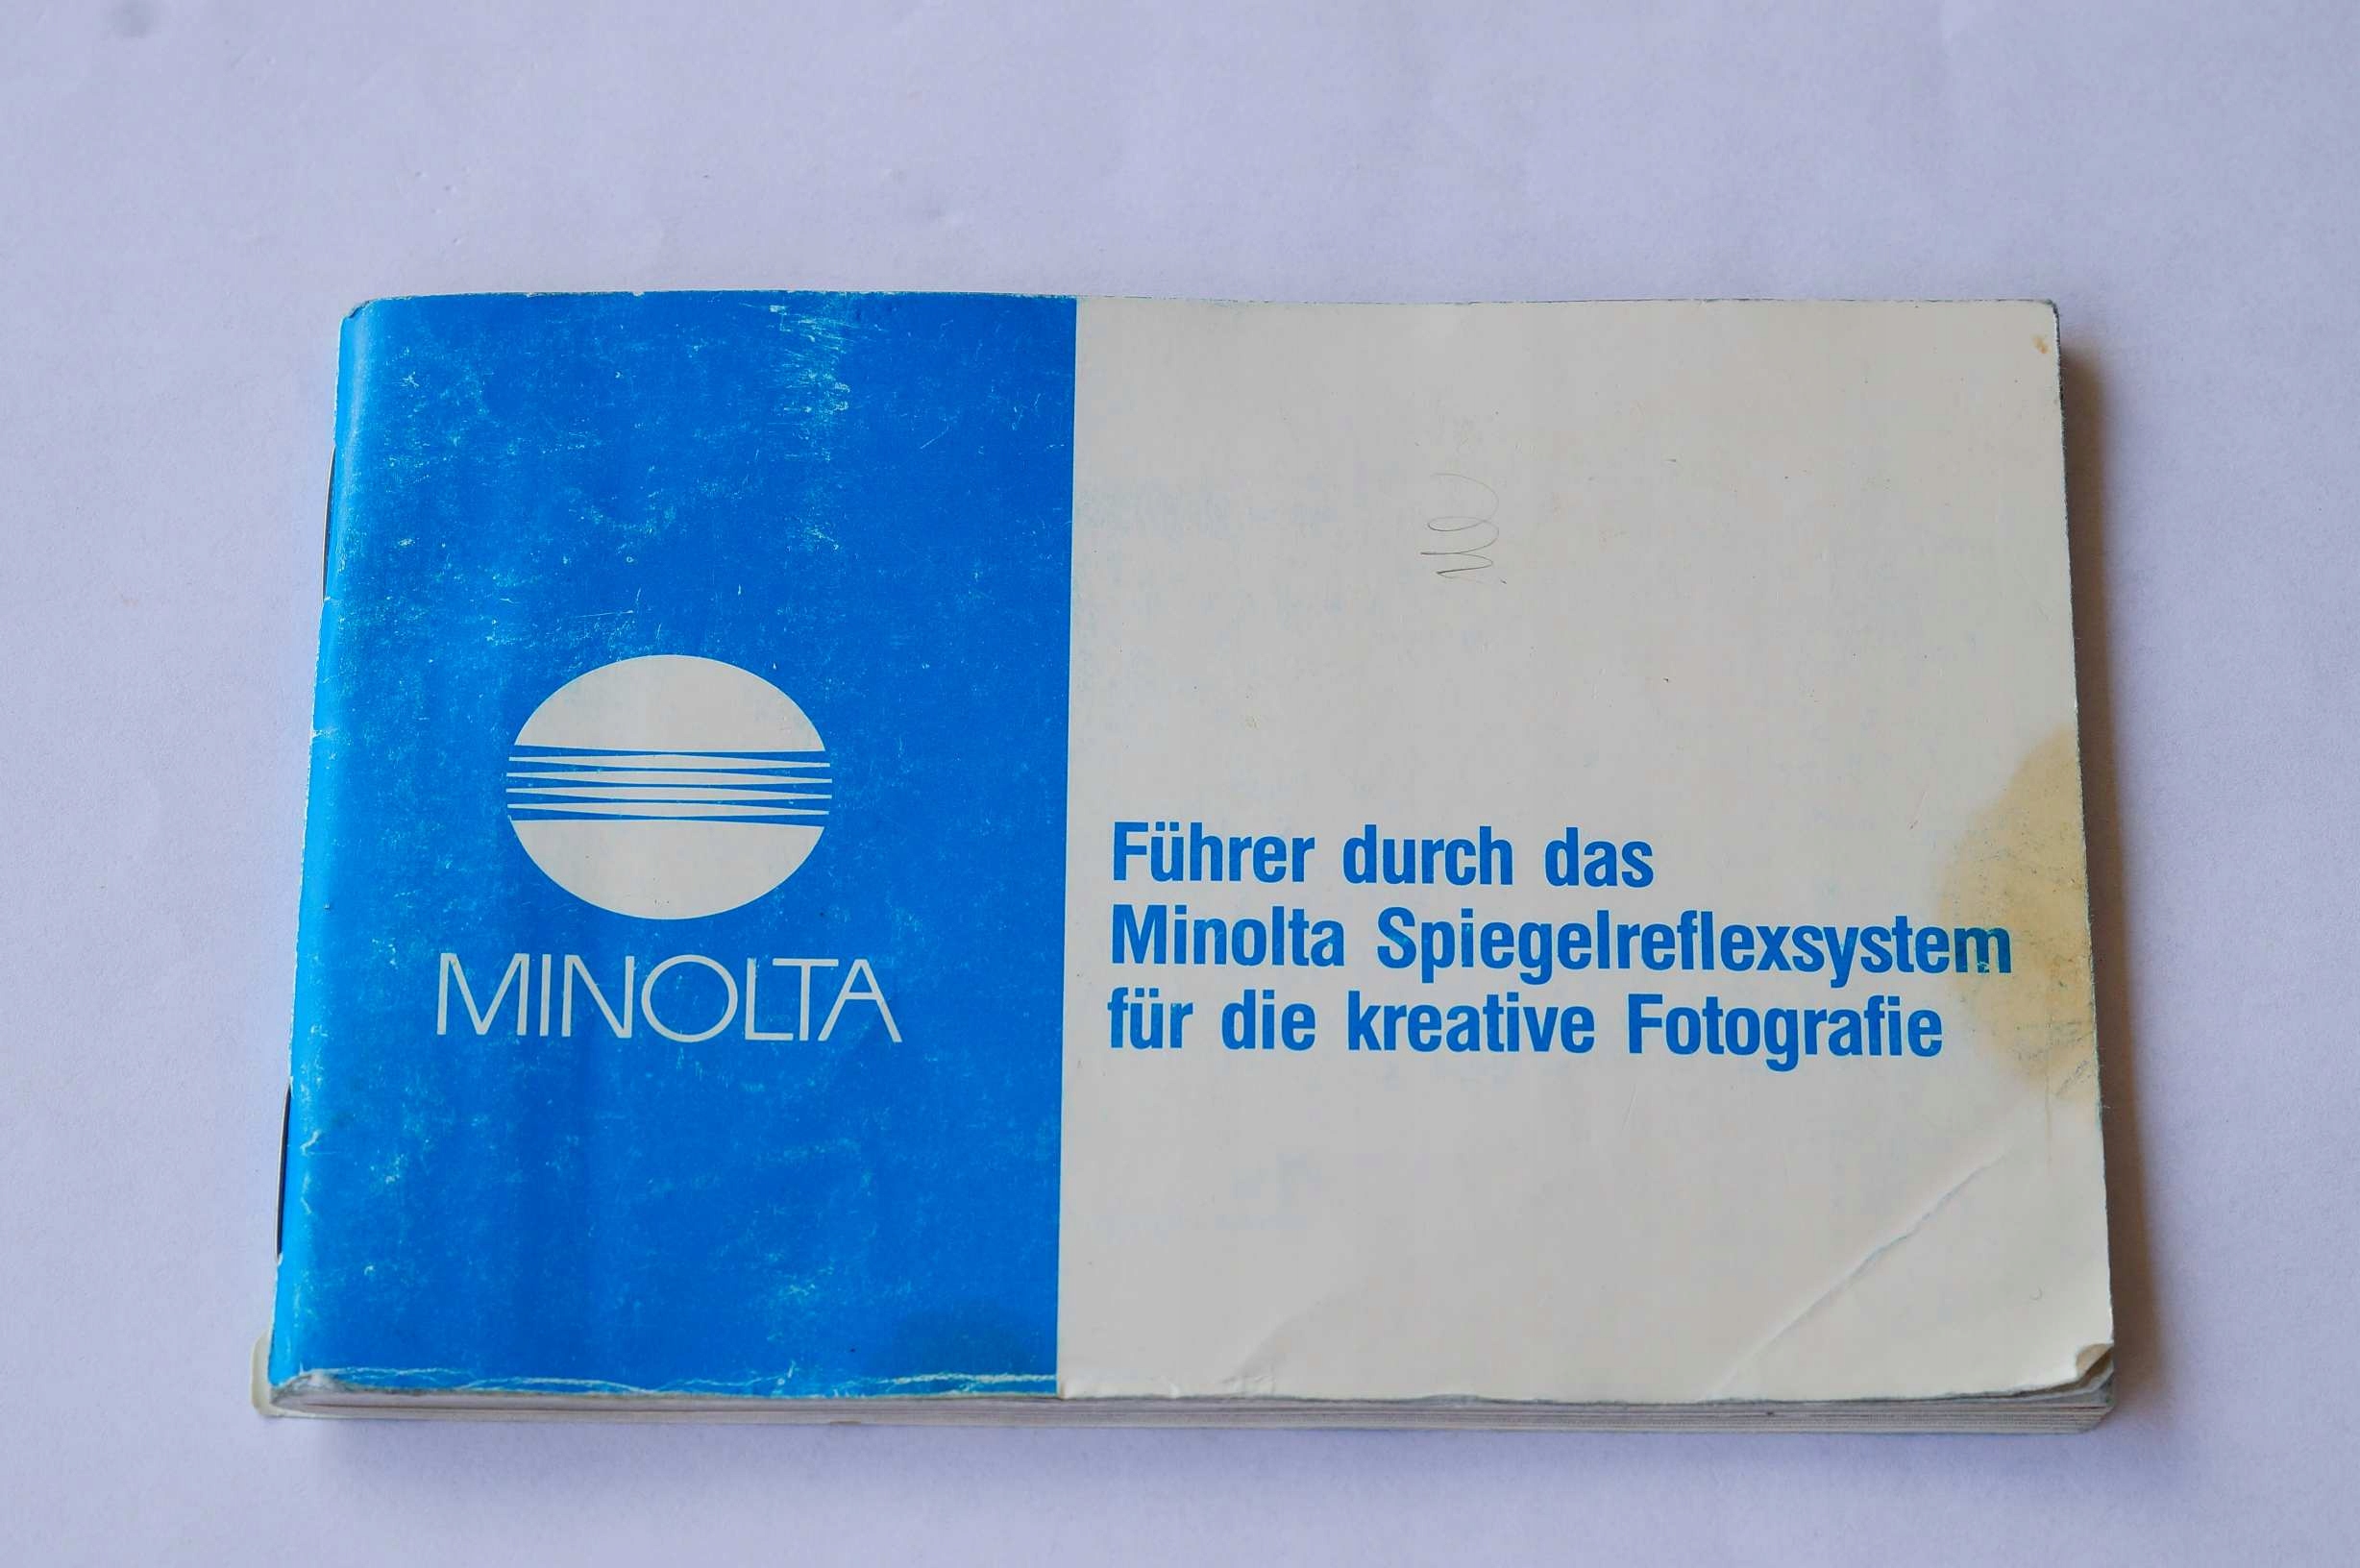 MINOLTA
Führer durch das
Minolta Spiegelreflexsystem
für die kreative Fotografie